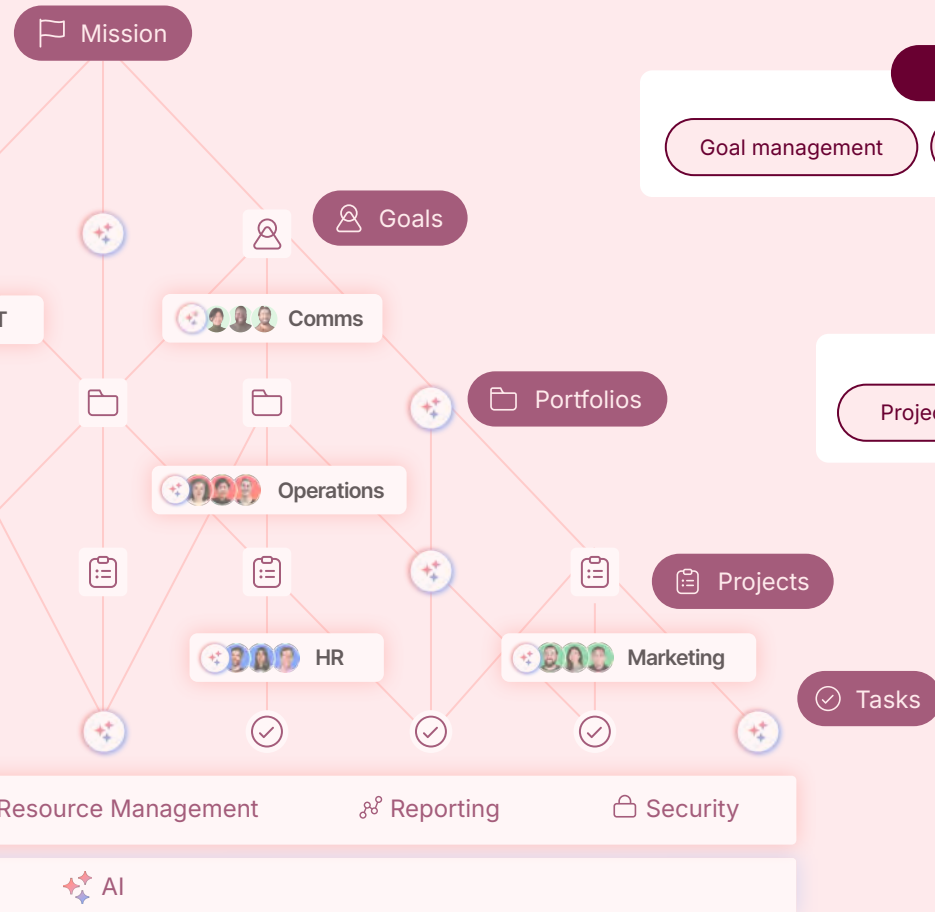 Mission
Goal management
Goals
T
Comms
Portfolios
Operations
Projects
HR
Marketing
Tasks
Resource Management
Reporting
Security
AI